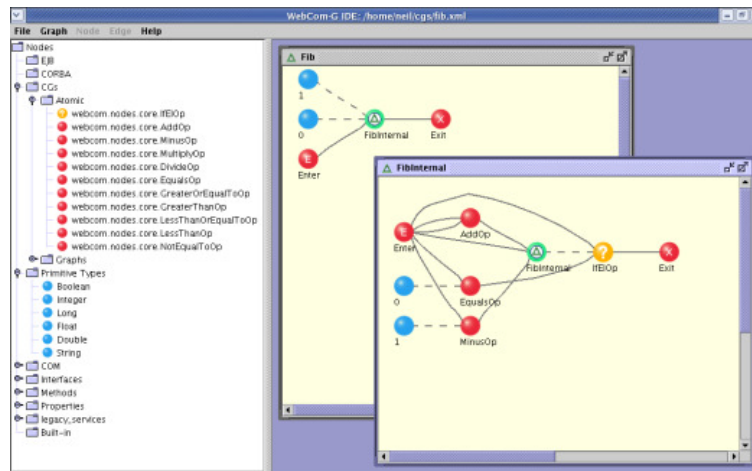 WebCom-G IDE: /home/neil/cgs/fib.xml
File Graph Node Edge Help
Nodes
EJB
CORBA
CGs
Atomic
webcom.nodes.core.IfElOp
webcom.nodes.core.AddOp
webcom.nodes.core.MinusOp
webcom.nodes.core.MultiplyOp
webcom.nodes.core.DivideOp
webcom.nodes.core.EqualsOp
webcom.nodes.core.GreaterOrEqualToOp
webcom.nodes.core.GreaterThanOp
webcom.nodes.core.LessThanOrEqualToOp
webcom.nodes.core.LessThanOp
webcom.nodes.core.NotEqualToOp
Graphs
Primitive Types
Boolean
Integer
Long
Float
Double
String
COM
Interfaces
Methods
Properties
legacy_services
Built-in
Fib
1
0
FibInternal
Exit
E
X
Enter
FibInternal
E
Enter
AddOp
FibInternal
?
IfElOp
X
Exit
0
EqualsOp
1
MinusOp